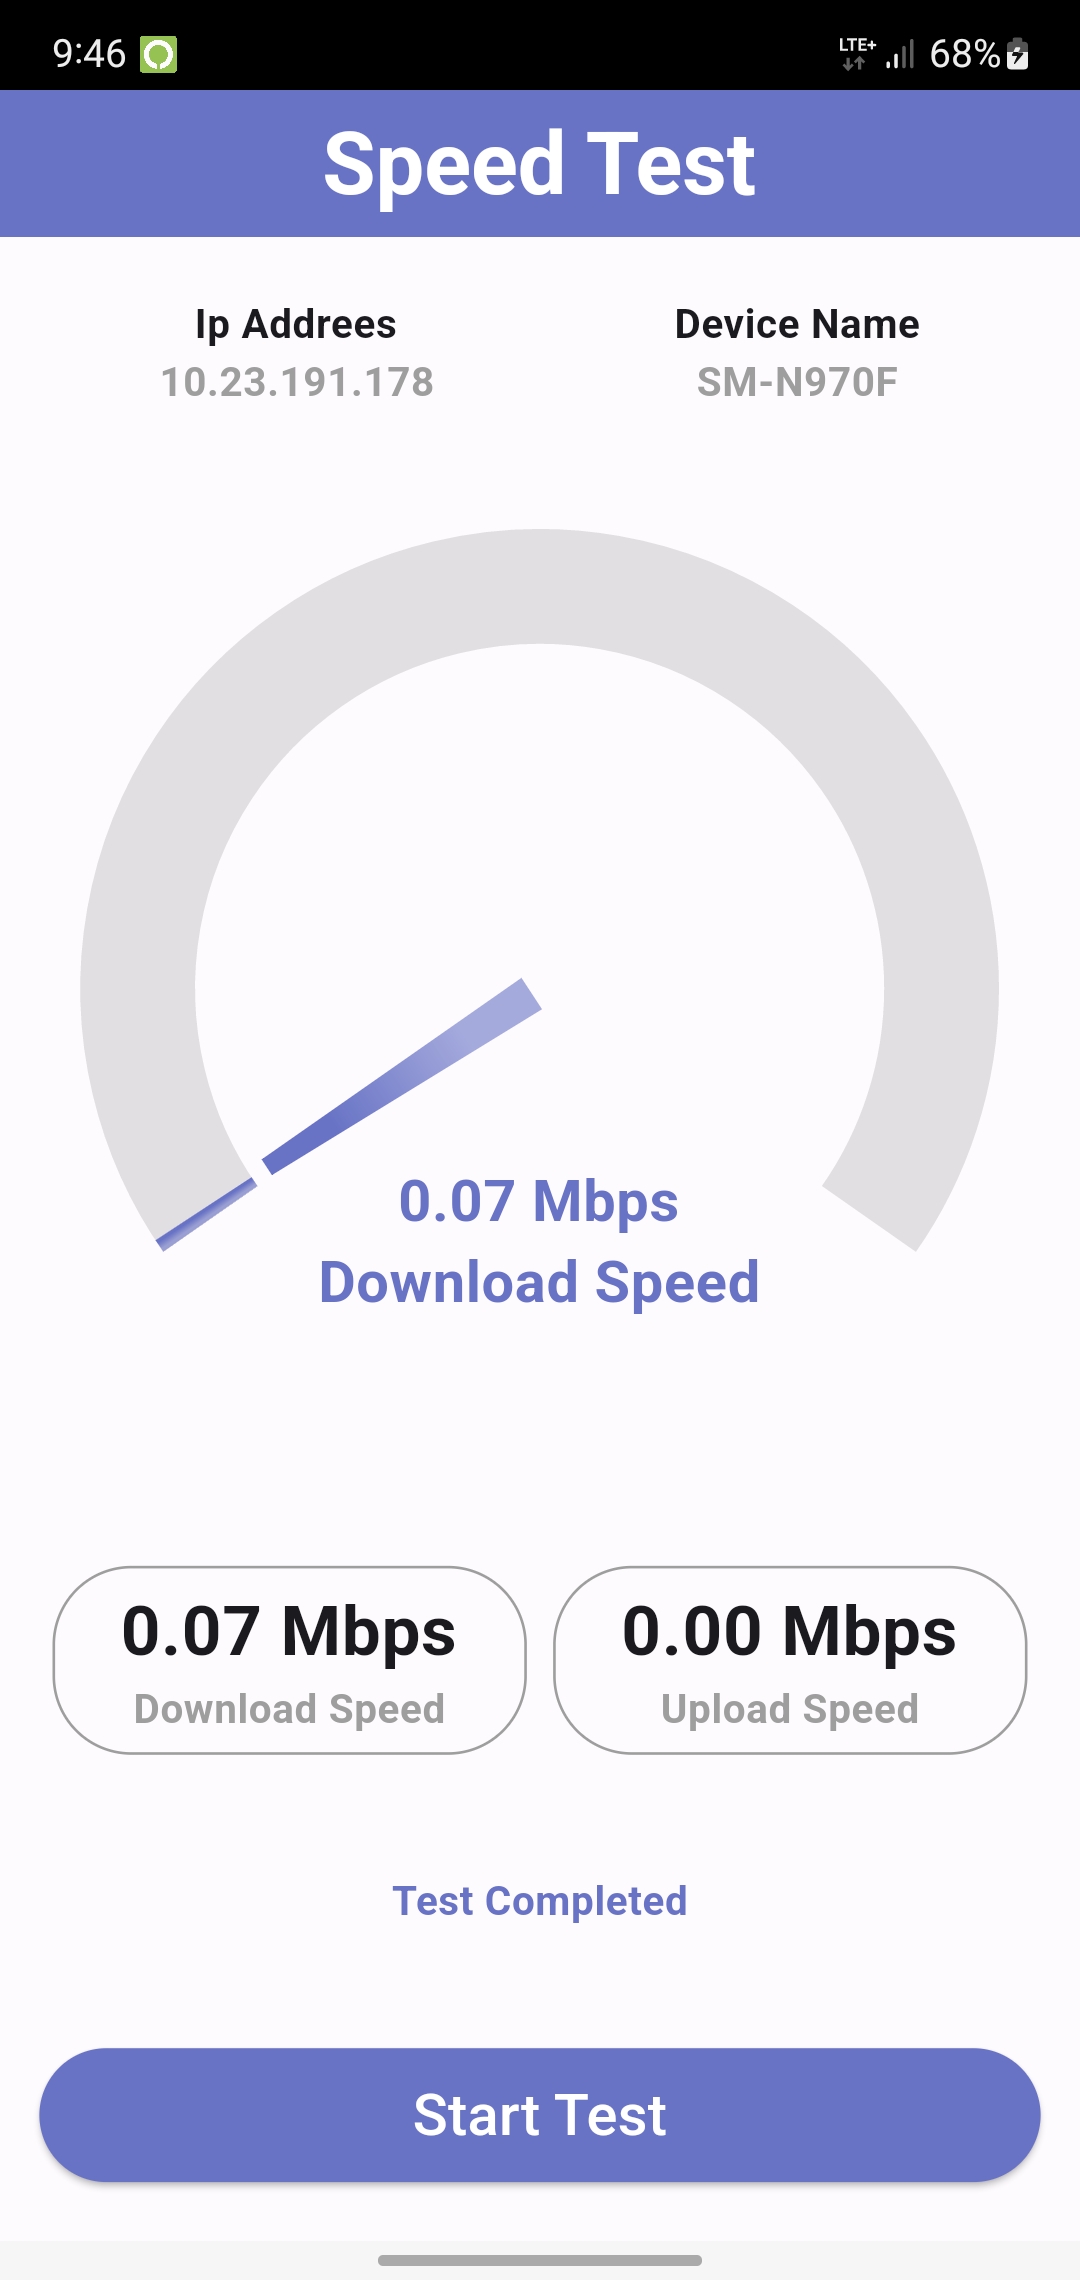 9:46
LTE+ 68%
Speed Test
Ip Addrees Device Name
10.23.191.178 SM-N970F
0.07 Mbps
Download Speed
0.07 Mbps 0.00 Mbps
Download Speed Upload Speed
Test Completed
Start Test